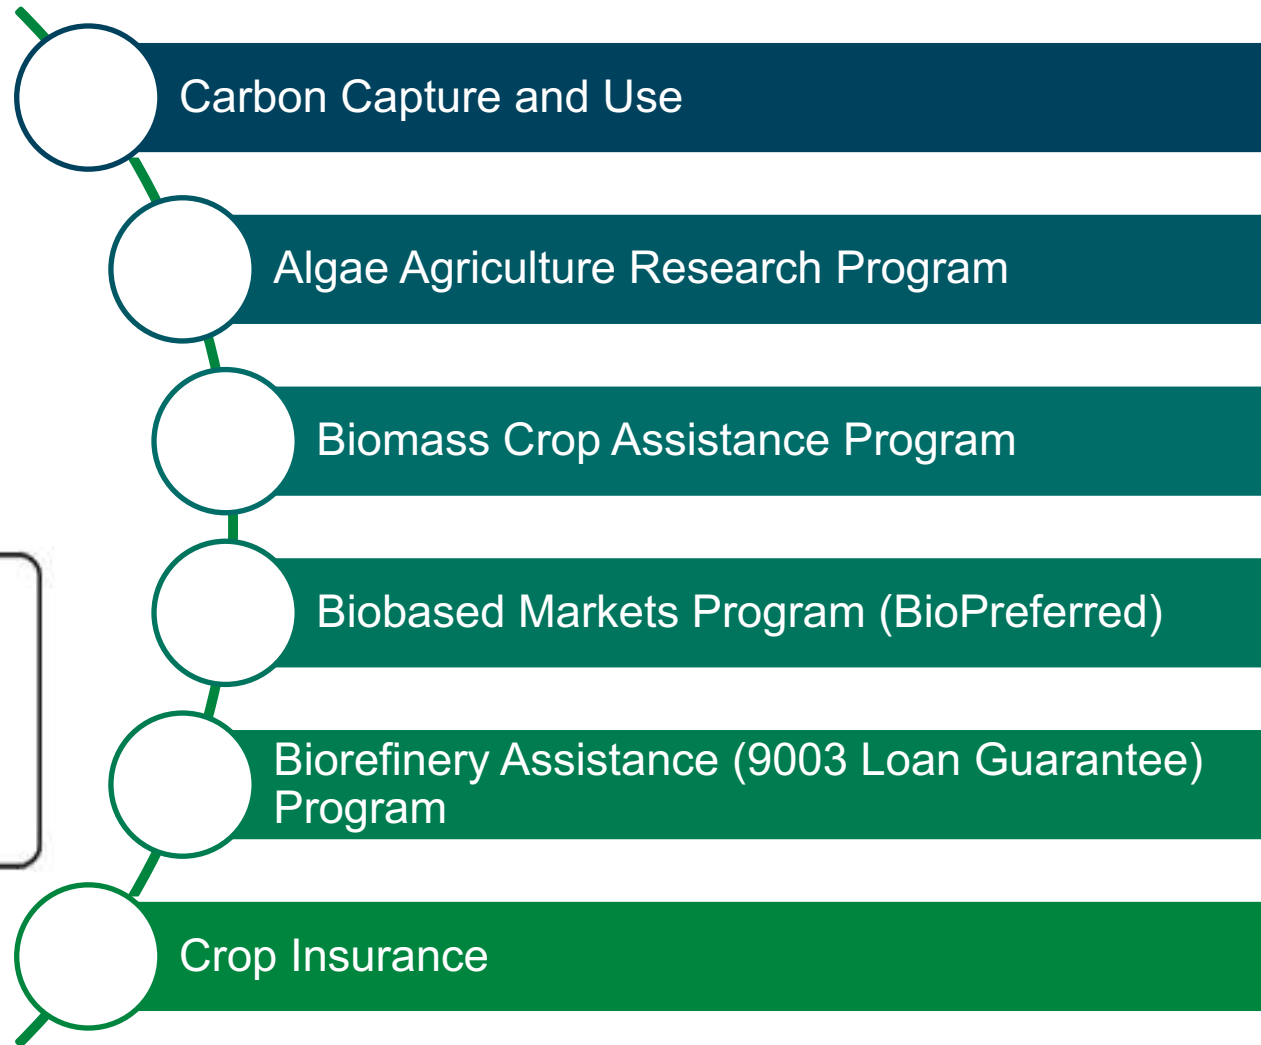 Carbon Capture and Use
Algae Agriculture Research Program
Biomass Crop Assistance Program
Biobased Markets Program (BioPreferred)
Biorefinery Assistance (9003 Loan Guarantee)
Program
Crop Insurance